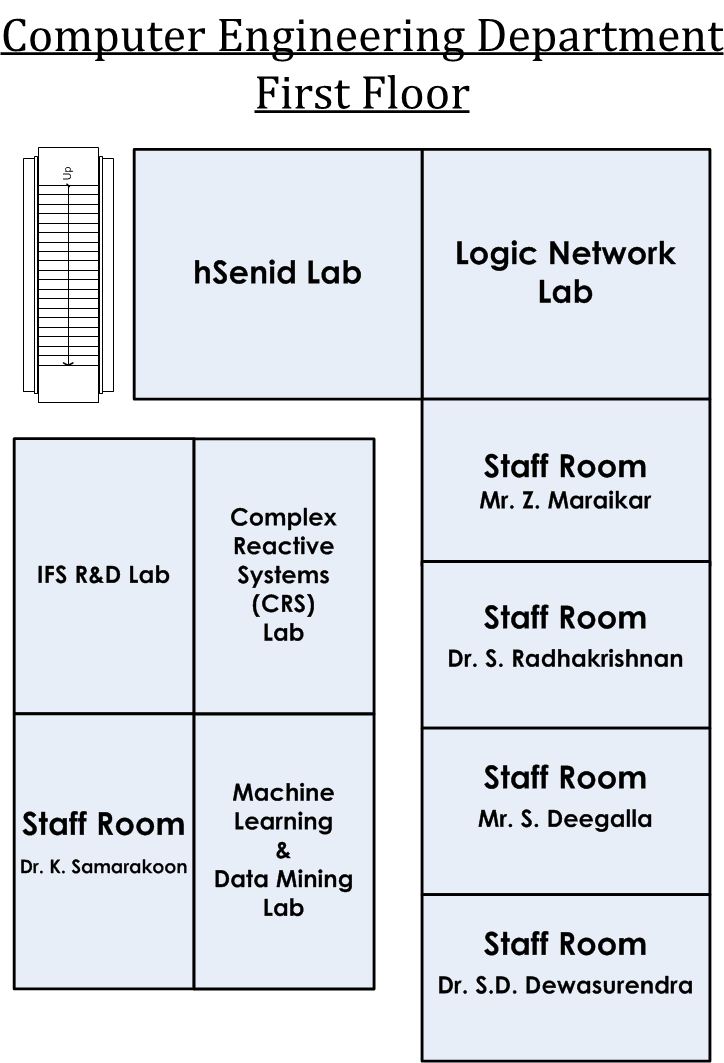 Computer Engineering Department
First Floor
Up
hSenid Lab
Logic Network
Lab
Staff Room
Mr. Z. Maraikar
IFS R&D Lab
Complex
Reactive
Systems
(CRS)
Lab
Staff Room
Dr. S. Radhakrishnan
Staff Room
Dr. K. Samarakoon
Machine
Learning
&
Data Mining
Lab
Staff Room
Mr. S. Deegalla
Staff Room
Dr. S.D. Dewasurendra